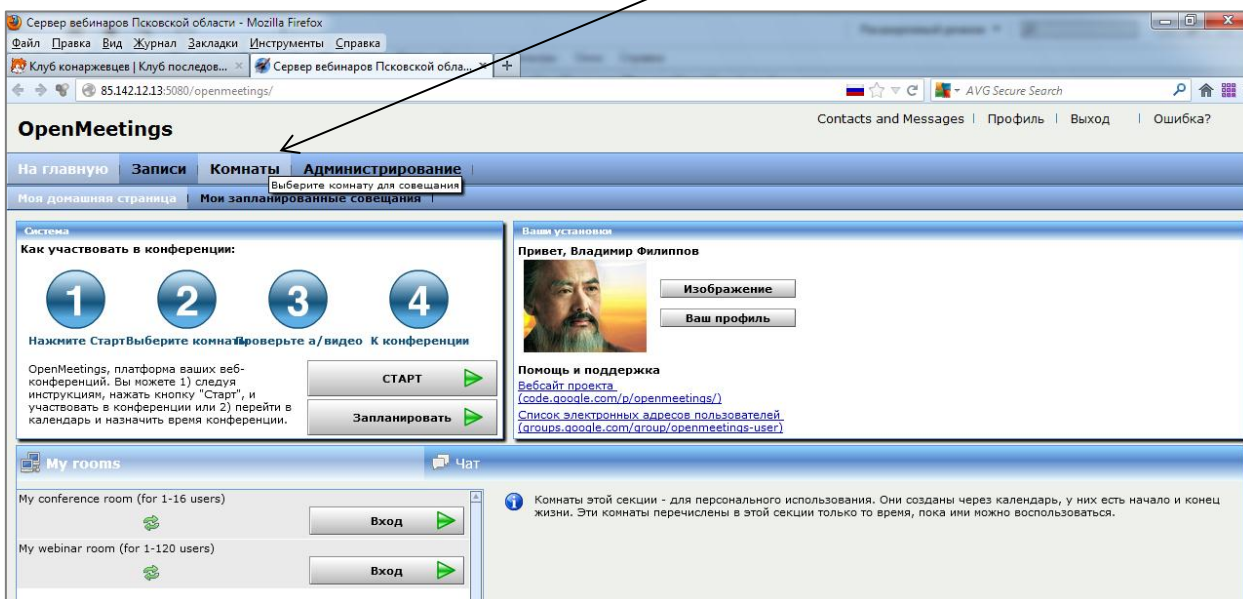 Сервер вебинаров Псковской области - Mozilla Firefox
Файл Правка Вид Журнал Закладки Инструменты Справка
Клуб конаржевцев | Клуб последов... × Сервер вебинаров Псковской обла... × +
85.142.12.13:5080/openmeetings/ AVG Secure Search
OpenMeetings
Contacts and Messages | Профиль | Выход | Ошибка?
На главную | Записи | Комнаты | Администрирование |
Выберите комнату для совещания
Моя домашняя страница | Мои запланированные совещания |
Система
Как участвовать в конференции:
1 2 3 4
Нажмите Старт Выберите комнату Проверьте а/видео К конференции
OpenMeetings, платформа ваших веб-
конференций. Вы можете 1) следуя
инструкциям, нажать кнопку "Старт", и
участвовать в конференции или 2) перейти в
календарь и назначить время конференции.
СТАРТ
Запланировать
Ваши установки
Привет, Владимир Филиппов
Изображение
Ваш профиль
Помощь и поддержка
Вебсайт проекта
(code.google.com/p/openmeetings/)
Список электронных адресов пользователей
(groups.google.com/group/openmeetings-user)
My rooms
Чат
My conference room (for 1-16 users)
Вход
My webinar room (for 1-120 users)
Вход
Комнаты этой секции - для персонального использования. Они созданы через календарь, у них есть начало и конец
жизни. Эти комнаты перечислены в этой секции только то время, пока ими можно воспользоваться.